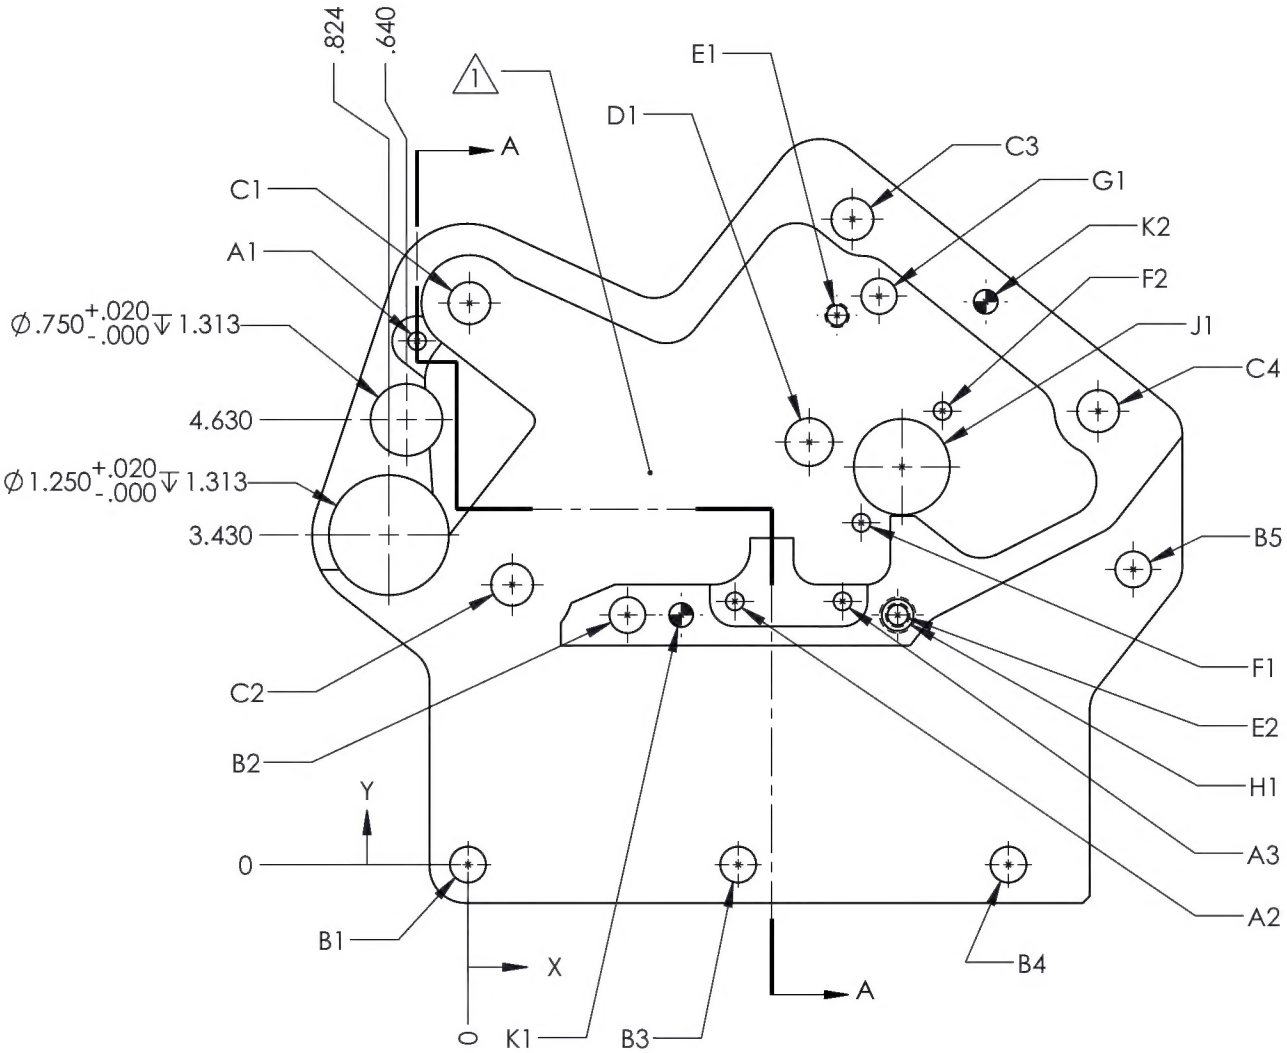 .824
.640
1
E1
D1
A
C3
G1
C1
K2
A1
F2
Ø.750 +.020 -.000 ↧ 1.313
J1
C4
4.630
Ø1.250 +.020 -.000 ↧ 1.313
3.430
B5
C2
F1
E2
B2
H1
Y
0
A3
A2
B1
X
B4
A
0
K1
B3